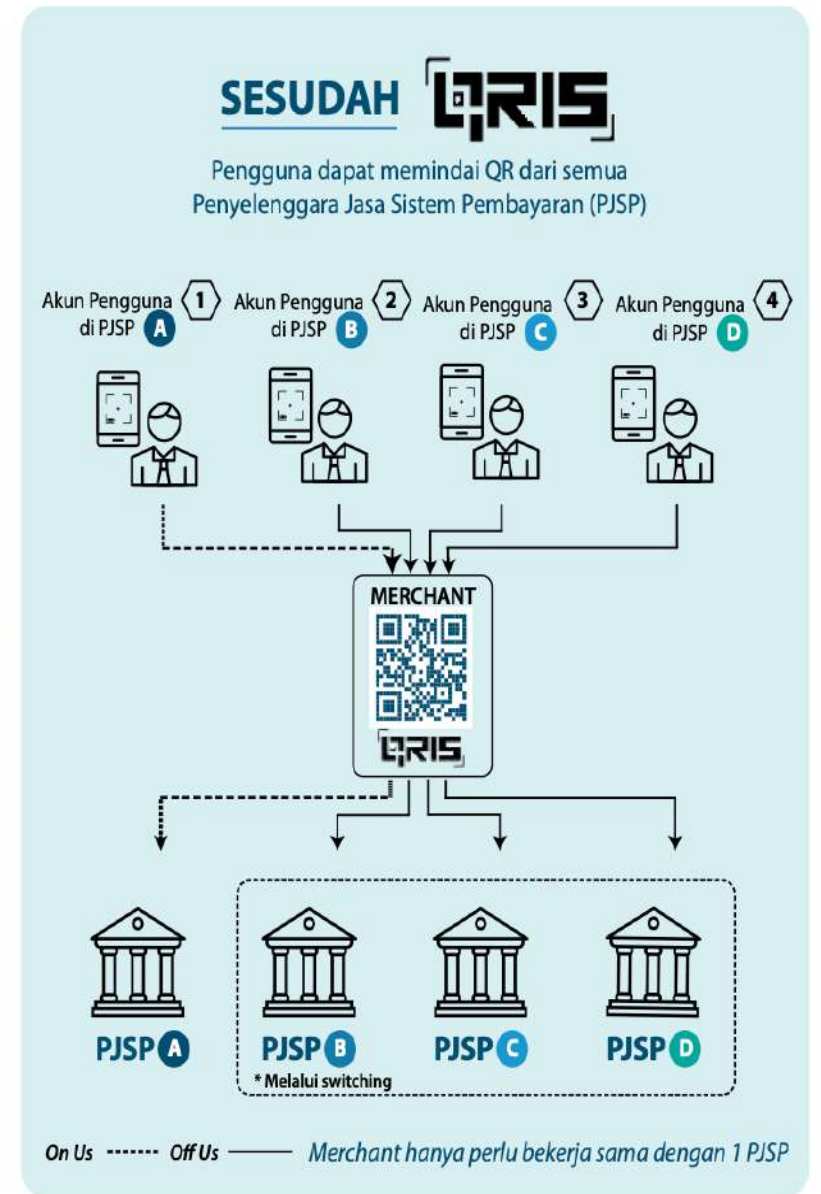 SESUDAH QRIS
Pengguna dapat memindai QR dari semua
Penyelenggara Jasa Sistem Pembayaran (PJSP)
Akun Pengguna 1
di PJSP A
Akun Pengguna 2
di PJSP B
Akun Pengguna 3
di PJSP C
Akun Pengguna 4
di PJSP D
MERCHANT
QRIS
PJSP A
PJSP B
PJSP C
PJSP D
* Melalui switching
On Us ------- Off Us ——— Merchant hanya perlu bekerja sama dengan 1 PJSP